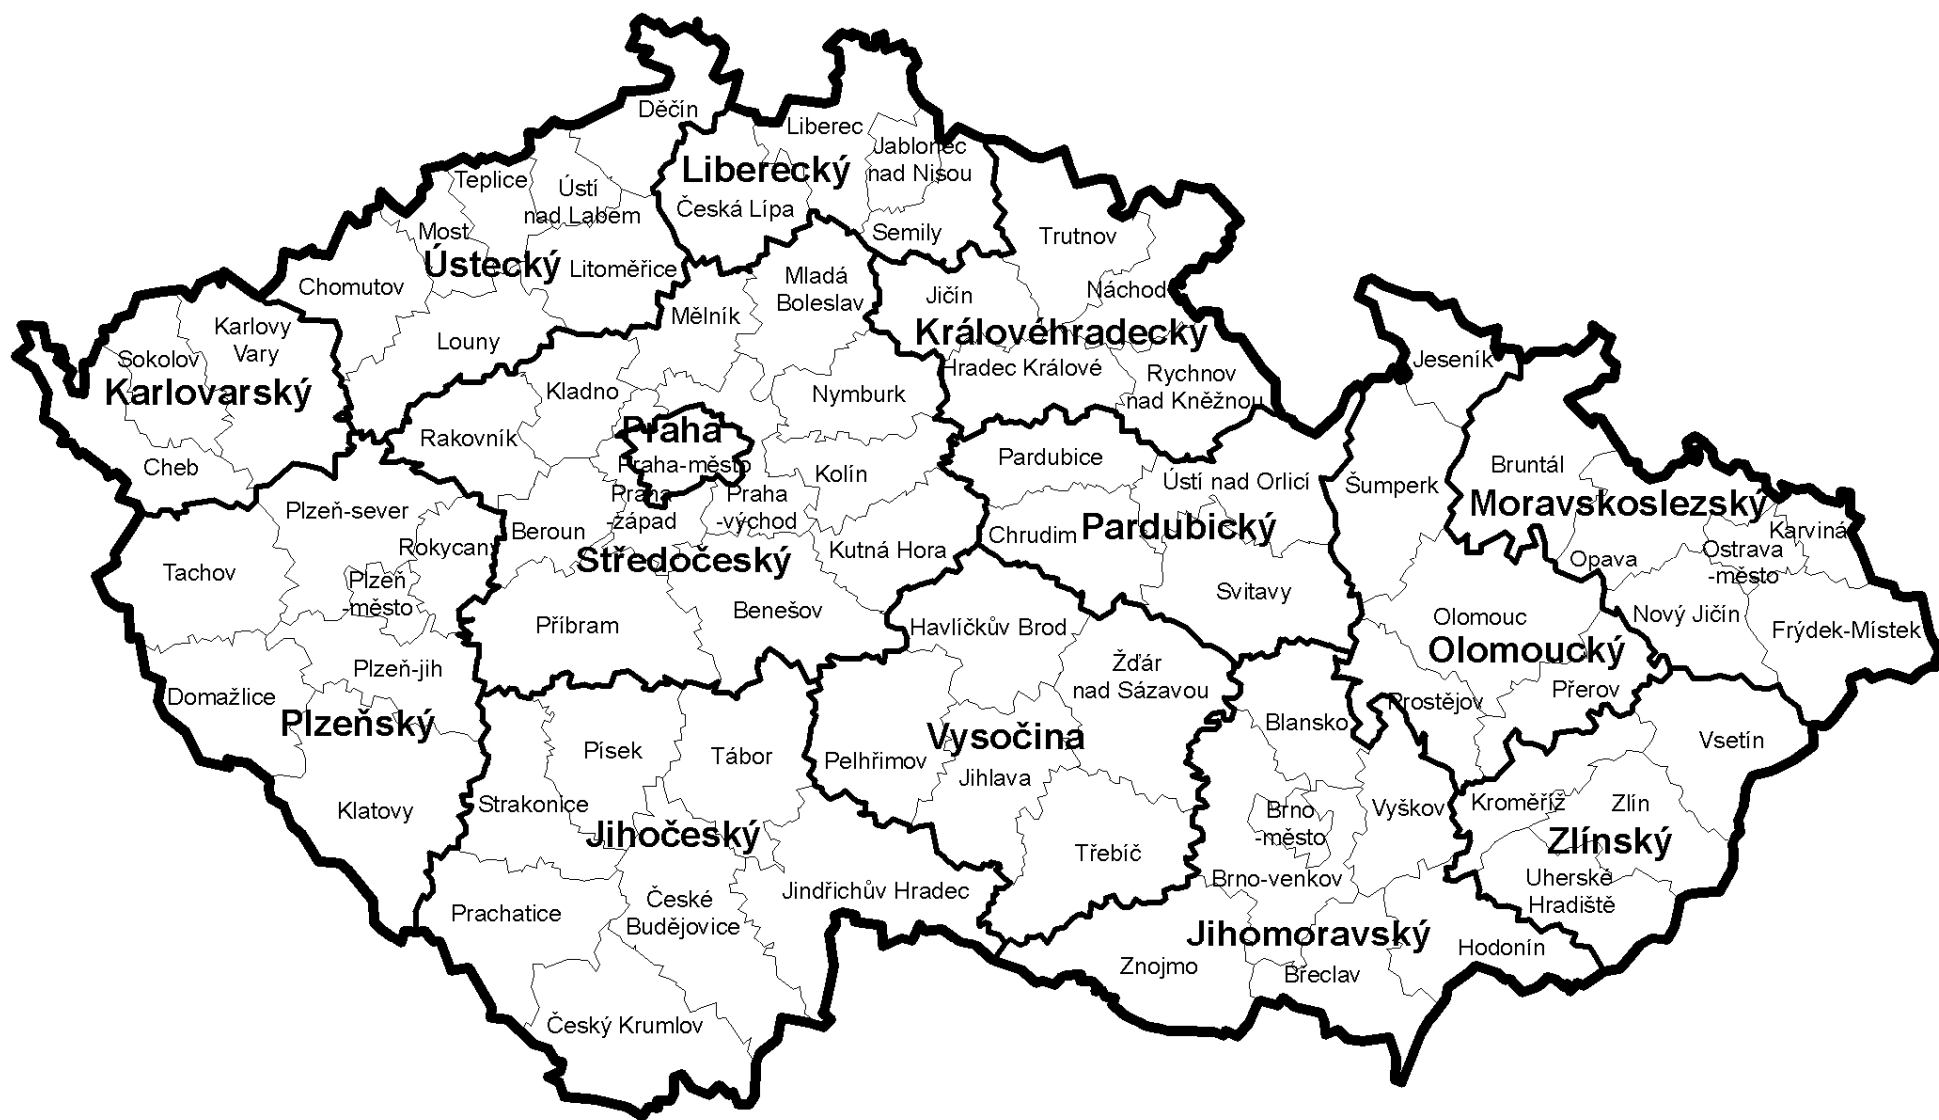 Děčín
Liberec
Jablonec
nad Nisou
Liberecký
Teplice
Ústí
nad Labem
Česká Lípa
Semily
Most
Trutnov
Ústecký
Litoměřice
Chomutov
Mladá
Boleslav
Jičín
Náchod
Mělník
Karlovy
Vary
Královéhradecký
Louny
Sokolov
Jeseník
Hradec Králové
Rychnov
nad Kněžnou
Karlovarský
Kladno
Nymburk
Praha
Rakovník
Praha-město
Cheb
Kolín
Pardubice
Bruntál
Ústí nad Orlicí
Šumperk
Praha
-západ
Praha
-východ
Moravskoslezský
Plzeň-sever
Beroun
Chrudim
Pardubický
Karviná
Rokycany
Kutná Hora
Ostrava
-město
Středočeský
Opava
Tachov
Plzeň
-město
Svitavy
Benešov
Příbram
Havlíčkův Brod
Olomouc
Nový Jičín
Frýdek-Místek
Olomoucký
Plzeň-jih
Žďár
nad Sázavou
Domažlice
Přerov
Prostějov
Plzeňský
Blansko
Vysočina
Vsetín
Písek
Tábor
Pelhřimov
Jihlava
Strakonice
Klatovy
Vyškov
Kroměříž
Zlín
Brno
-město
Jihočeský
Zlínský
Třebíč
Brno-venkov
Uherské
Hradiště
Jindřichův Hradec
České
Budějovice
Prachatice
Jihomoravský
Hodonín
Znojmo
Břeclav
Český Krumlov